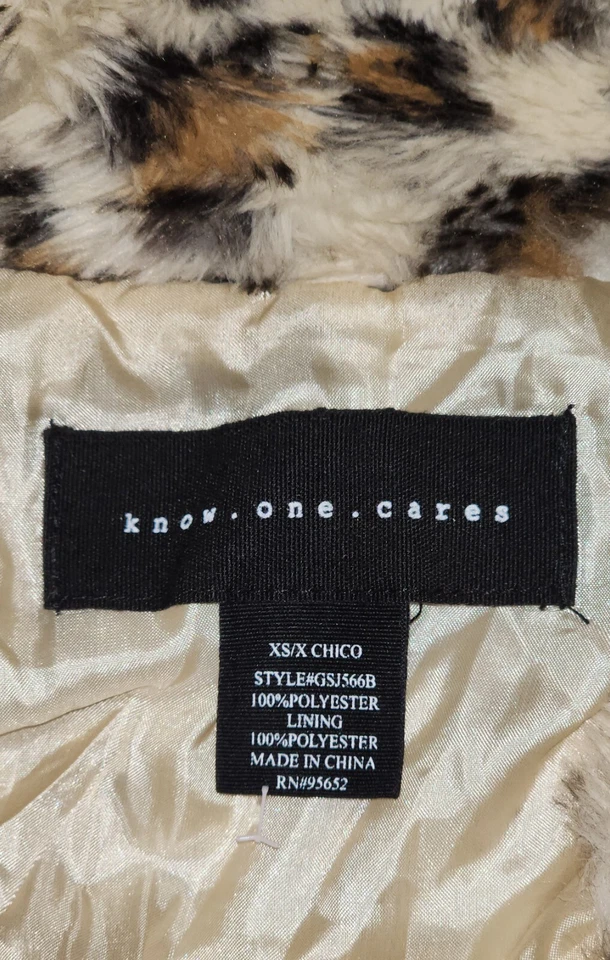 know.one.cares
XS/X CHICO
STYLE#GSJ566B
100%POLYESTER
LINING
100%POLYESTER
MADE IN CHINA
RN#95652